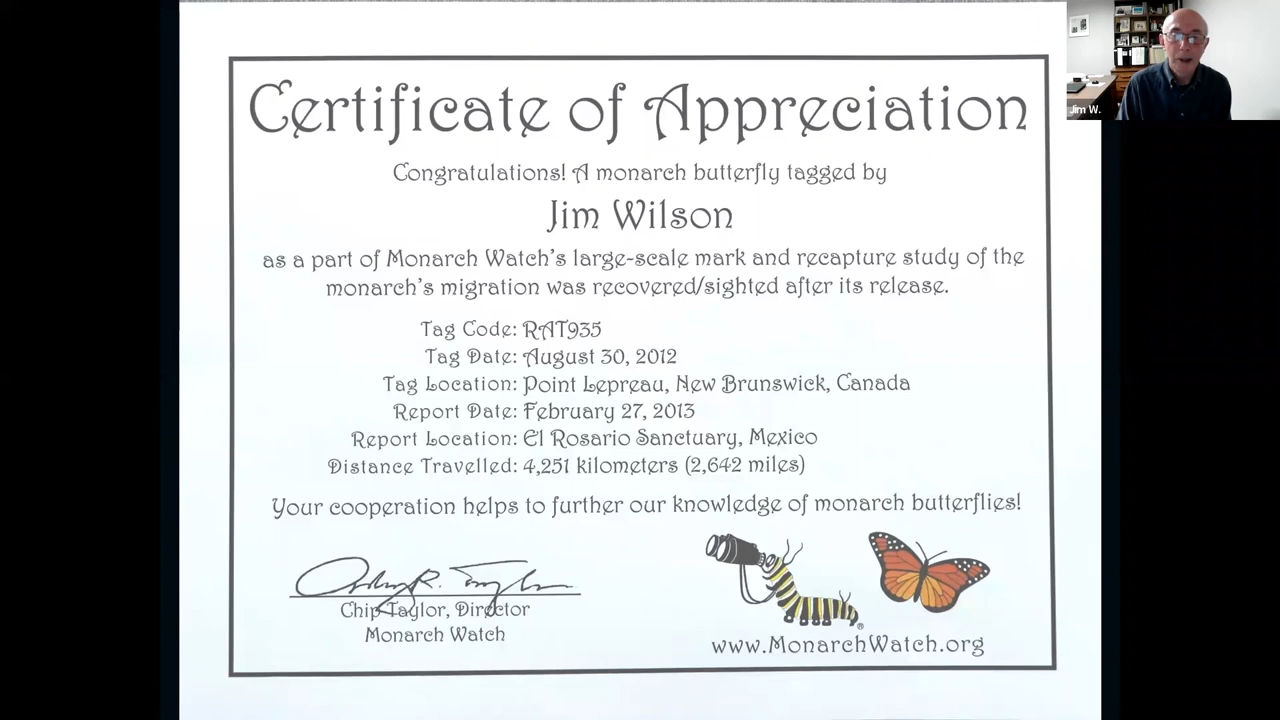 Certificate of Appreciation
Congratulations! A monarch butterfly tagged by
Jim Wilson
as a part of Monarch Watch's large-scale mark and recapture study of the
monarch's migration was recovered/sighted after its release.
Tag Code: RAT935
Tag Date: August 30, 2012
Tag Location: Point Lepreau, New Brunswick, Canada
Report Date: February 27, 2013
Report Location: El Rosario Sanctuary, Mexico
Distance Travelled: 4,251 kilometers (2,642 miles)
Your cooperation helps to further our knowledge of monarch butterflies!
Chip Taylor, Director
Monarch Watch
®
www.MonarchWatch.org
Jim W.